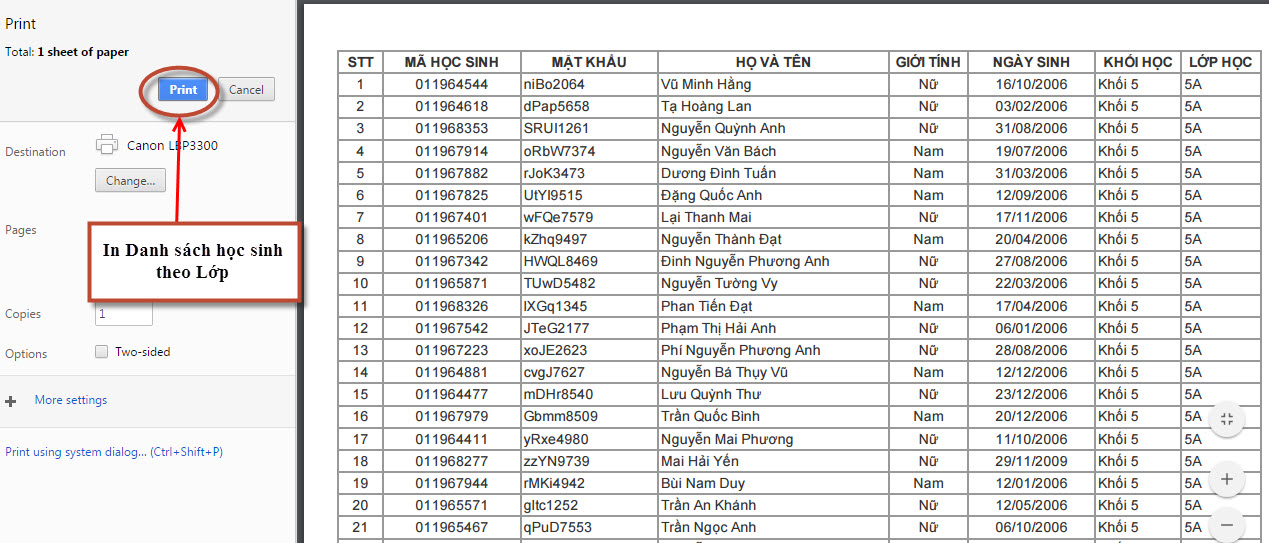 Print
Total: 1 sheet of paper
Print Cancel
Destination Canon LBP3300
Change...
Pages
In Danh sách học sinh
theo Lớp
Copies 1
Options Two-sided
More settings
Print using system dialog... (Ctrl+Shift+P)
STT MÃ HỌC SINH MẬT KHẨU HỌ VÀ TÊN GIỚI TÍNH NGÀY SINH KHỐI HỌC LỚP HỌC
1 011964544 niBo2064 Vũ Minh Hằng Nữ 16/10/2006 Khối 5 5A
2 011964618 dPap5658 Tạ Hoàng Lan Nữ 03/02/2006 Khối 5 5A
3 011968353 SRUI1261 Nguyễn Quỳnh Anh Nữ 31/08/2006 Khối 5 5A
4 011967914 oRbW7374 Nguyễn Văn Bách Nam 19/07/2006 Khối 5 5A
5 011967882 rJoK3473 Dương Đình Tuấn Nam 31/03/2006 Khối 5 5A
6 011967825 UtYI9515 Đặng Quốc Anh Nam 12/09/2006 Khối 5 5A
7 011967401 wFQe7579 Lại Thanh Mai Nữ 17/11/2006 Khối 5 5A
8 011965206 kZhq9497 Nguyễn Thành Đạt Nam 20/04/2006 Khối 5 5A
9 011967342 HWQL8469 Đinh Nguyễn Phương Anh Nữ 27/08/2006 Khối 5 5A
10 011965871 TUwD5482 Nguyễn Tường Vy Nữ 22/03/2006 Khối 5 5A
11 011968326 lXGq1345 Phan Tiến Đạt Nam 17/04/2006 Khối 5 5A
12 011967542 JTeG2177 Phạm Thị Hải Anh Nữ 06/01/2006 Khối 5 5A
13 011967223 xoJE2623 Phí Nguyễn Phương Anh Nữ 28/08/2006 Khối 5 5A
14 011964881 cvgJ7627 Nguyễn Bá Thụy Vũ Nam 12/12/2006 Khối 5 5A
15 011964477 mDHr8540 Lưu Quỳnh Thư Nữ 23/12/2006 Khối 5 5A
16 011967979 Gbmm8509 Trần Quốc Bình Nam 20/12/2006 Khối 5 5A
17 011964411 yRxe4980 Nguyễn Mai Phương Nữ 11/10/2006 Khối 5 5A
18 011968277 zzYN9739 Mai Hải Yến Nữ 29/11/2009 Khối 5 5A
19 011967944 rMKi4942 Bùi Nam Duy Nam 12/01/2006 Khối 5 5A
20 011965571 gItc1252 Trần An Khánh Nữ 12/05/2006 Khối 5 5A
21 011965467 qPuD7553 Trần Ngọc Anh Nữ 06/10/2006 Khối 5 5A